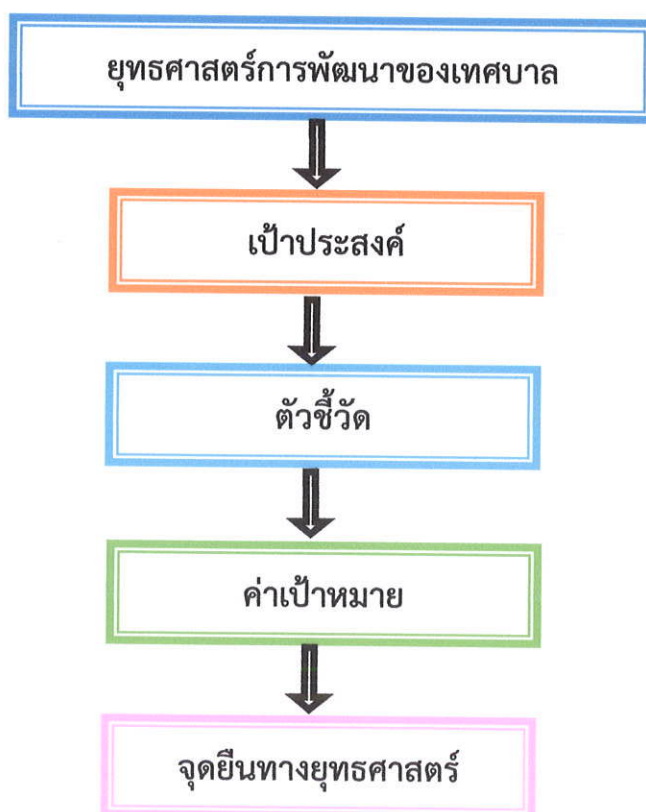 ยุทธศาสตร์การพัฒนาของเทศบาล
เป้าประสงค์
ตัวชี้วัด
ค่าเป้าหมาย
จุดยืนทางยุทธศาสตร์